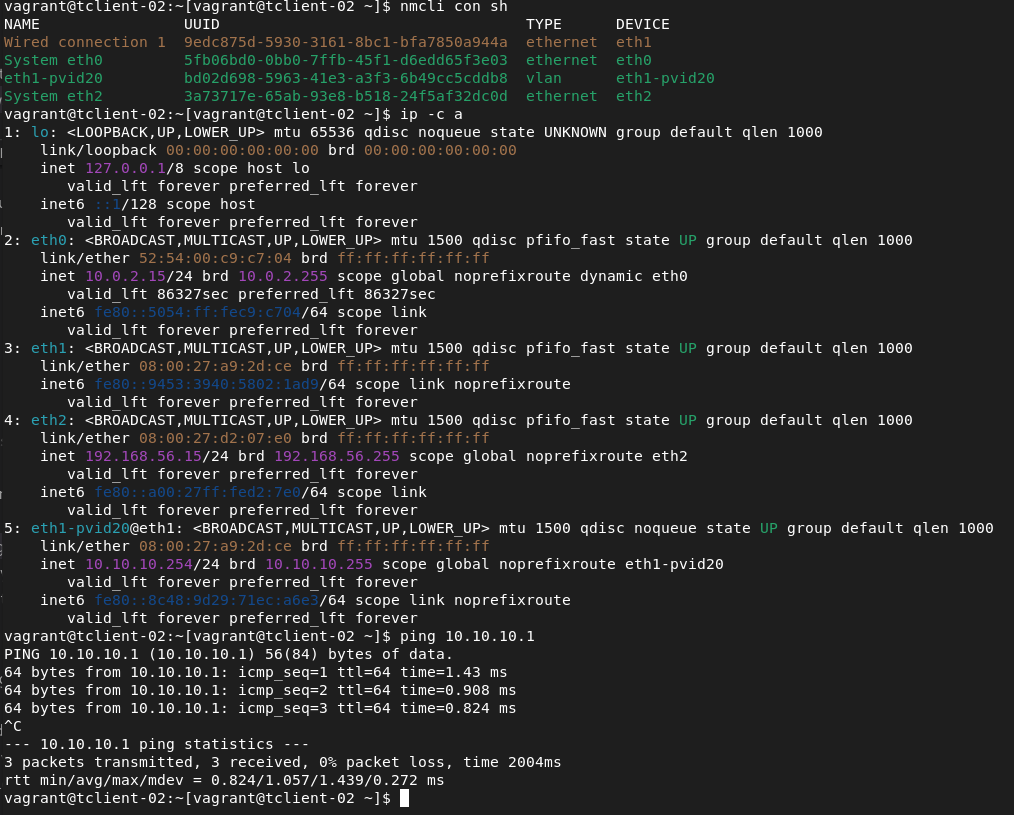 vagrant@tclient-02:~[vagrant@tclient-02 ~]$ nmcli con sh
NAME                UUID                                  TYPE      DEVICE
Wired connection 1  9edc875d-5930-3161-8bc1-bfa7850a944a  ethernet  eth1
System eth0         5fb06bd0-0bb0-7ffb-45f1-d6edd65f3e03  ethernet  eth0
eth1-pvid20         bd02d698-5963-41e3-a3f3-6b49cc5cddb8  vlan      eth1-pvid20
System eth2         3a73717e-65ab-93e8-b518-24f5af32dc0d  ethernet  eth2
vagrant@tclient-02:~[vagrant@tclient-02 ~]$ ip -c a
1: lo: <LOOPBACK,UP,LOWER_UP> mtu 65536 qdisc noqueue state UNKNOWN group default qlen 1000
    link/loopback 00:00:00:00:00:00 brd 00:00:00:00:00:00
    inet 127.0.0.1/8 scope host lo
       valid_lft forever preferred_lft forever
    inet6 ::1/128 scope host
       valid_lft forever preferred_lft forever
2: eth0: <BROADCAST,MULTICAST,UP,LOWER_UP> mtu 1500 qdisc pfifo_fast state UP group default qlen 1000
    link/ether 52:54:00:c9:c7:04 brd ff:ff:ff:ff:ff:ff
    inet 10.0.2.15/24 brd 10.0.2.255 scope global noprefixroute dynamic eth0
       valid_lft 86327sec preferred_lft 86327sec
    inet6 fe80::5054:ff:fec9:c704/64 scope link
       valid_lft forever preferred_lft forever
3: eth1: <BROADCAST,MULTICAST,UP,LOWER_UP> mtu 1500 qdisc pfifo_fast state UP group default qlen 1000
    link/ether 08:00:27:a9:2d:ce brd ff:ff:ff:ff:ff:ff
    inet6 fe80::9453:3940:5802:1ad9/64 scope link noprefixroute
       valid_lft forever preferred_lft forever
4: eth2: <BROADCAST,MULTICAST,UP,LOWER_UP> mtu 1500 qdisc pfifo_fast state UP group default qlen 1000
    link/ether 08:00:27:d2:07:e0 brd ff:ff:ff:ff:ff:ff
    inet 192.168.56.15/24 brd 192.168.56.255 scope global noprefixroute eth2
       valid_lft forever preferred_lft forever
    inet6 fe80::a00:27ff:fed2:7e0/64 scope link
       valid_lft forever preferred_lft forever
5: eth1-pvid20@eth1: <BROADCAST,MULTICAST,UP,LOWER_UP> mtu 1500 qdisc noqueue state UP group default qlen 1000
    link/ether 08:00:27:a9:2d:ce brd ff:ff:ff:ff:ff:ff
    inet 10.10.10.254/24 brd 10.10.10.255 scope global noprefixroute eth1-pvid20
       valid_lft forever preferred_lft forever
    inet6 fe80::8c48:9d29:71ec:a6e3/64 scope link noprefixroute
       valid_lft forever preferred_lft forever
vagrant@tclient-02:~[vagrant@tclient-02 ~]$ ping 10.10.10.1
PING 10.10.10.1 (10.10.10.1) 56(84) bytes of data.
64 bytes from 10.10.10.1: icmp_seq=1 ttl=64 time=1.43 ms
64 bytes from 10.10.10.1: icmp_seq=2 ttl=64 time=0.908 ms
64 bytes from 10.10.10.1: icmp_seq=3 ttl=64 time=0.824 ms
^C
--- 10.10.10.1 ping statistics ---
3 packets transmitted, 3 received, 0% packet loss, time 2004ms
rtt min/avg/max/mdev = 0.824/1.057/1.439/0.272 ms
vagrant@tclient-02:~[vagrant@tclient-02 ~]$